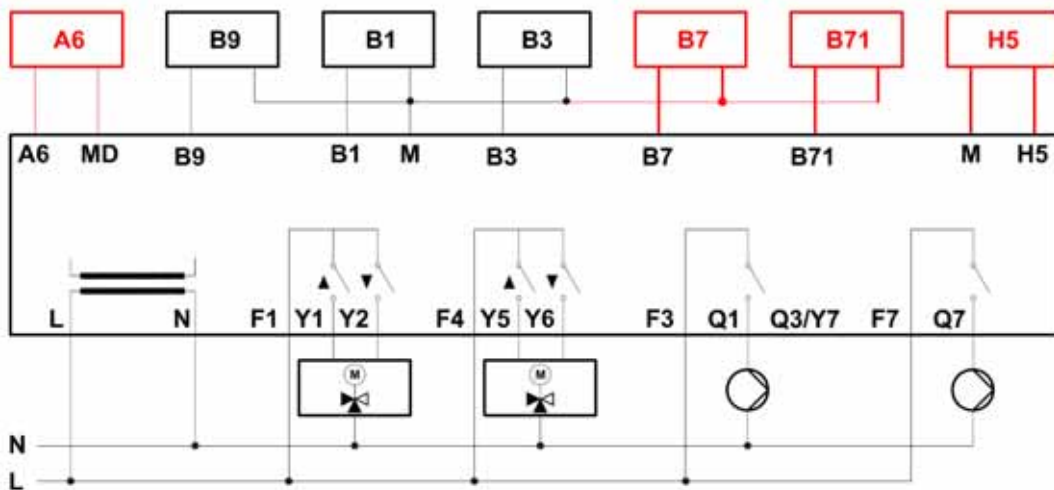 A6 B9 B1 B3 B7 B71 H5
A6 MD B9 B1 M B3 B7 B71 M H5
L N F1 Y1 Y2 F4 Y5 Y6 F3 Q1 Q3/Y7 F7 Q7
M M
N
L